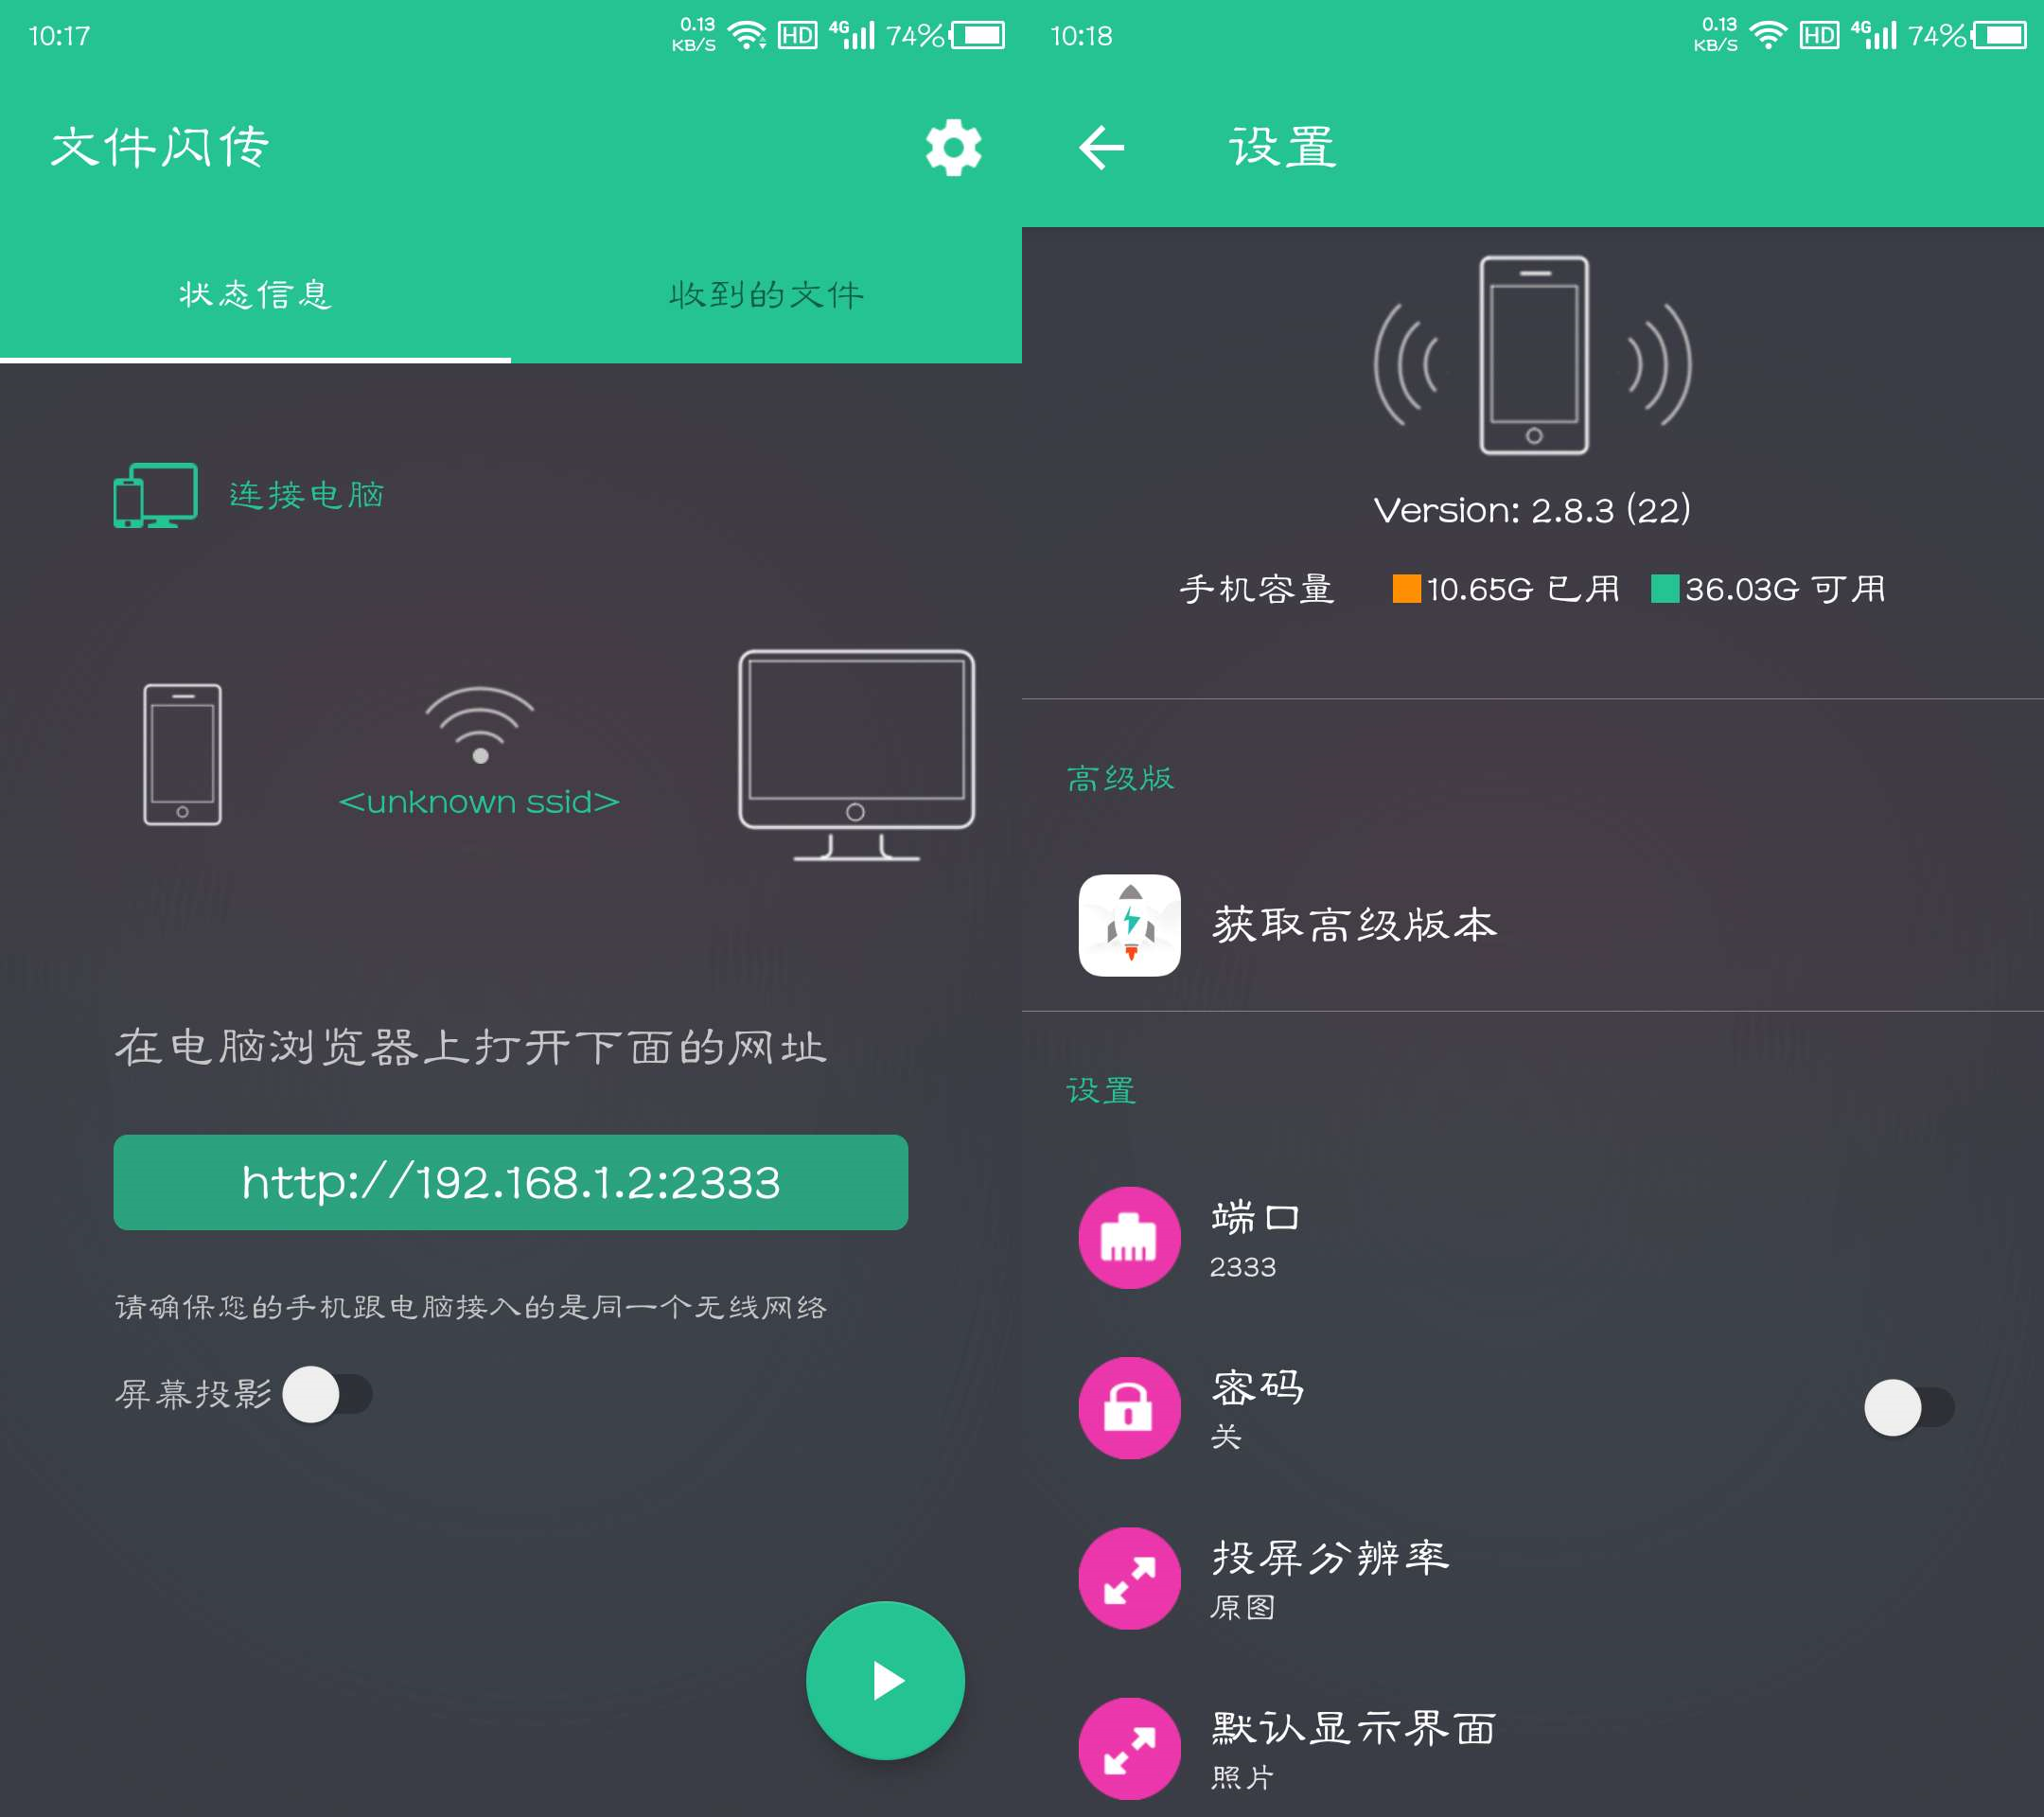 10:17
0.13
KB/S
HD
4G
74%
文件闪传
状态信息
收到的文件
连接电脑
<unknown ssid>
在电脑浏览器上打开下面的网址
http://192.168.1.2:2333
请确保您的手机跟电脑接入的是同一个无线网络
屏幕投影
10:18
0.13
KB/S
HD
4G
74%
设置
Version: 2.8.3 (22)
手机容量 10.65G 已用 36.03G 可用
高级版
获取高级版本
设置
端口
2333
密码
关
投屏分辨率
原图
默认显示界面
照片